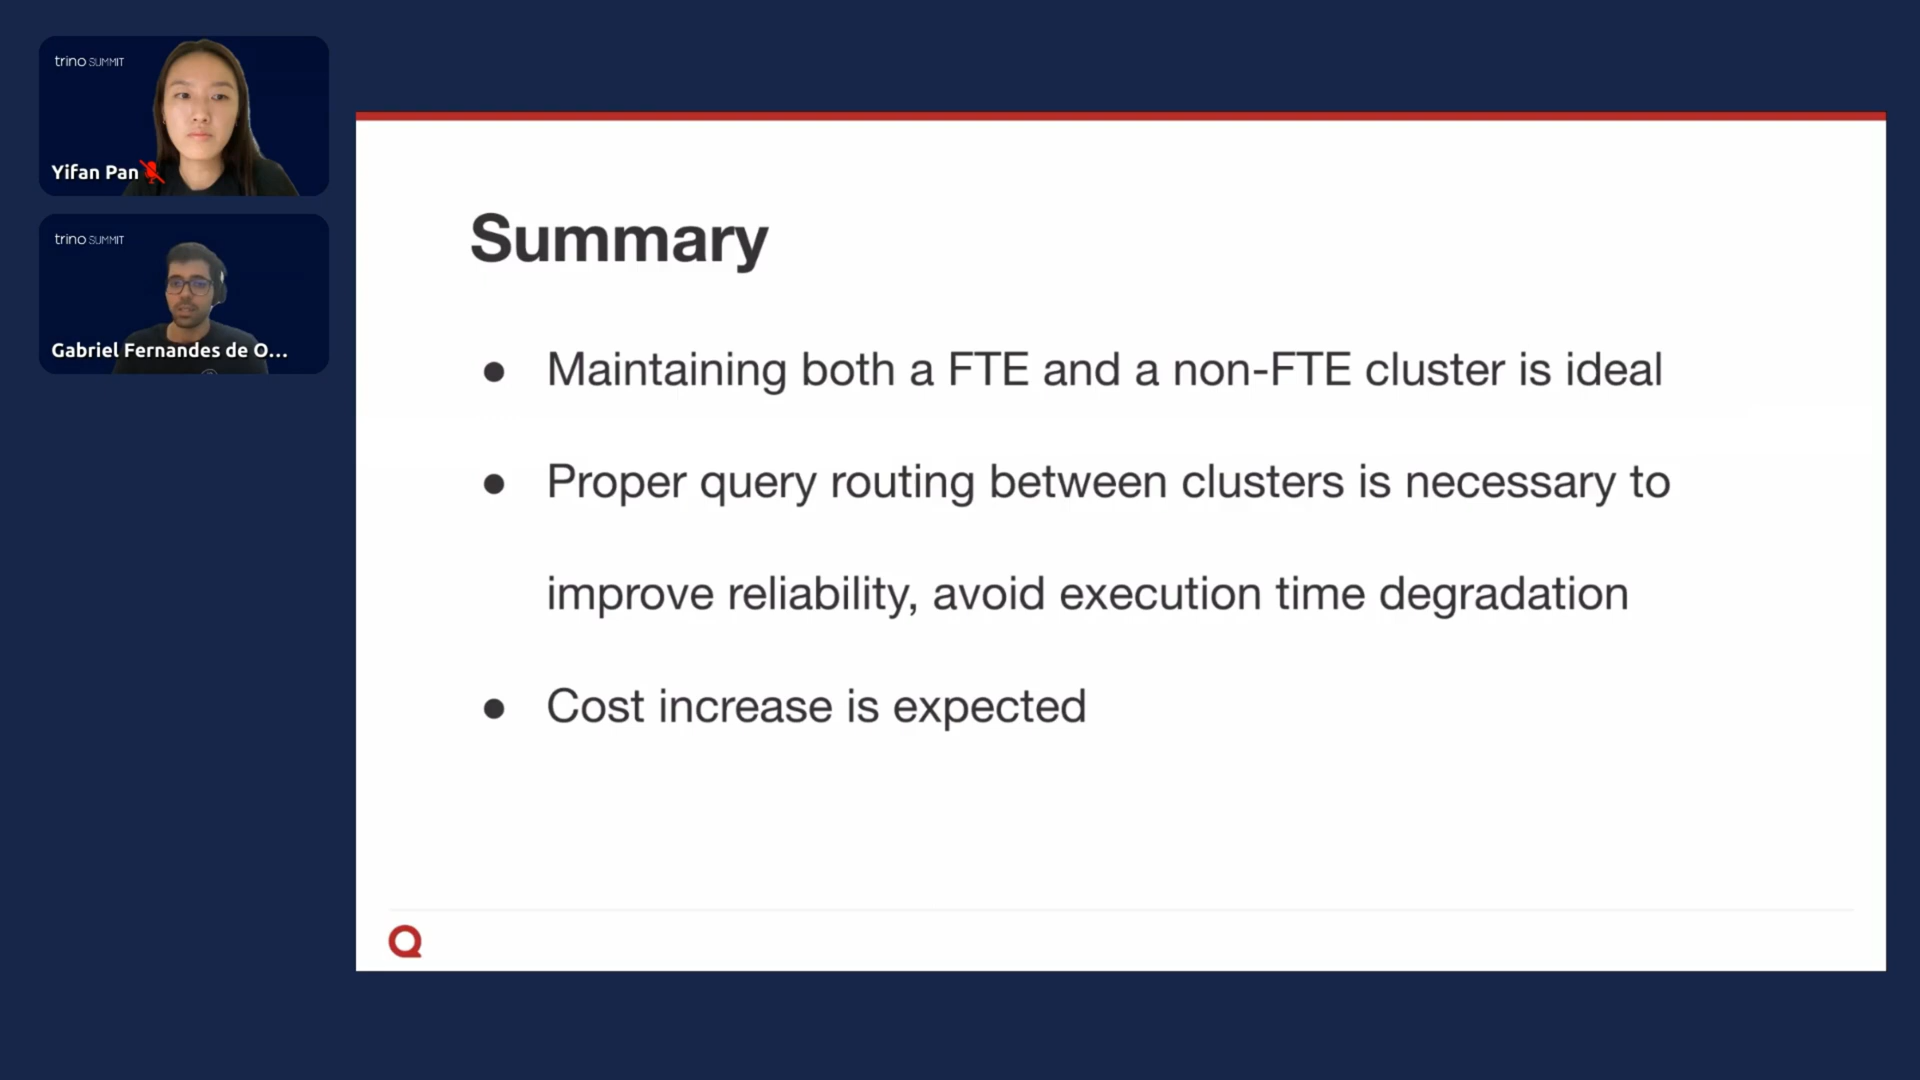 trino SUMMIT
Yifan Pan
trino SUMMIT
Gabriel Fernandes de O...
Summary
● Maintaining both a FTE and a non-FTE cluster is ideal
● Proper query routing between clusters is necessary to
improve reliability, avoid execution time degradation
● Cost increase is expected
Q